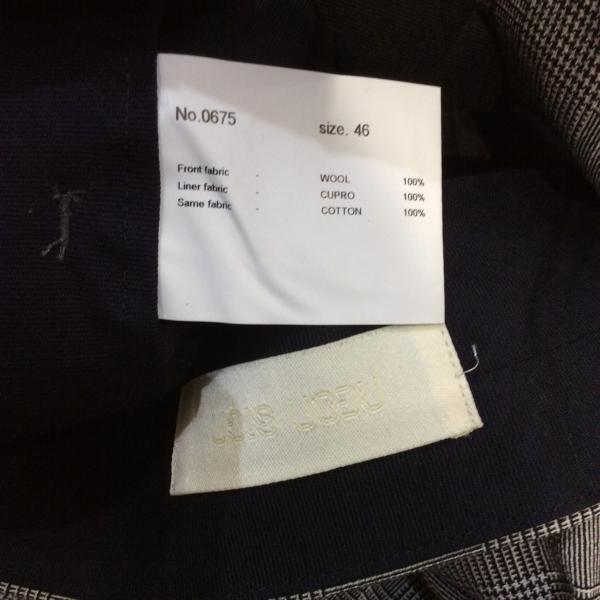 No.0675 size. 46
Front fabric - WOOL 100%
Liner fabric - CUPRO 100%
Same fabric - COTTON 100%